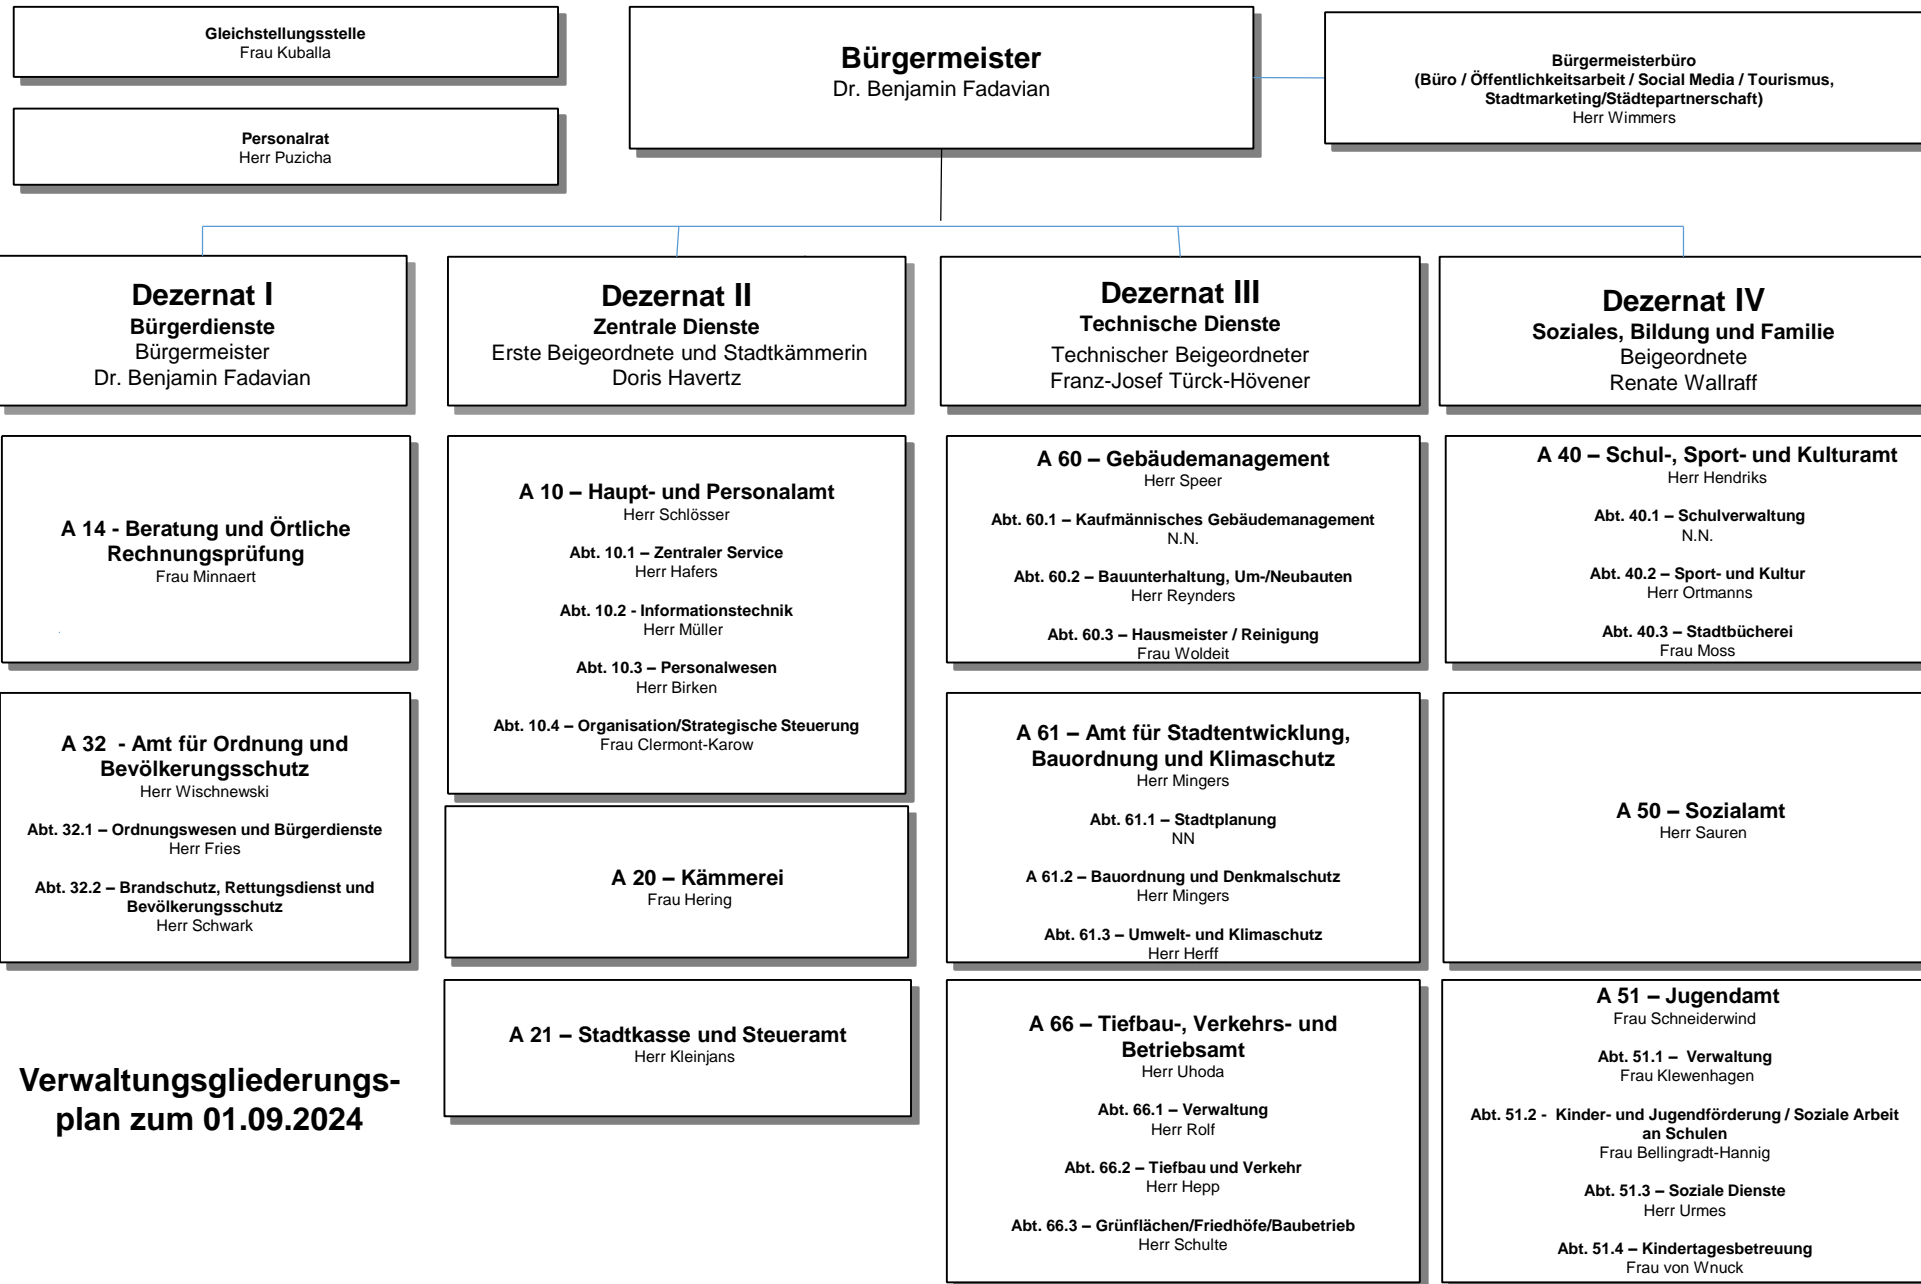 Gleichstellungsstelle
Frau Kuballa
Personalrat
Herr Puzicha
Bürgermeister
Dr. Benjamin Fadavian
Bürgermeisterbüro
(Büro / Öffentlichkeitsarbeit / Social Media / Tourismus,
Stadtmarketing/Städtepartnerschaft)
Herr Wimmers
Dezernat I
Bürgerdienste
Bürgermeister
Dr. Benjamin Fadavian
Dezernat II
Zentrale Dienste
Erste Beigeordnete und Stadtkämmerin
Doris Havertz
Dezernat III
Technische Dienste
Technischer Beigeordneter
Franz-Josef Türck-Hövener
Dezernat IV
Soziales, Bildung und Familie
Beigeordnete
Renate Wallraff
A 14 - Beratung und Örtliche
Rechnungsprüfung
Frau Minnaert
A 32 - Amt für Ordnung und
Bevölkerungsschutz
Herr Wischnewski
Abt. 32.1 – Ordnungswesen und Bürgerdienste
Herr Fries
Abt. 32.2 – Brandschutz, Rettungsdienst und
Bevölkerungsschutz
Herr Schwark
Verwaltungsgliederungs-
plan zum 01.09.2024
A 10 – Haupt- und Personalamt
Herr Schlösser
Abt. 10.1 – Zentraler Service
Herr Hafers
Abt. 10.2 - Informationstechnik
Herr Müller
Abt. 10.3 – Personalwesen
Herr Birken
Abt. 10.4 – Organisation/Strategische Steuerung
Frau Clermont-Karow
A 20 – Kämmerei
Frau Hering
A 21 – Stadtkasse und Steueramt
Herr Kleinjans
A 60 – Gebäudemanagement
Herr Speer
Abt. 60.1 – Kaufmännisches Gebäudemanagement
N.N.
Abt. 60.2 – Bauunterhaltung, Um-/Neubauten
Herr Reynders
Abt. 60.3 – Hausmeister / Reinigung
Frau Woldeit
A 61 – Amt für Stadtentwicklung,
Bauordnung und Klimaschutz
Herr Mingers
Abt. 61.1 – Stadtplanung
NN
A 61.2 – Bauordnung und Denkmalschutz
Herr Mingers
Abt. 61.3 – Umwelt- und Klimaschutz
Herr Herff
A 66 – Tiefbau-, Verkehrs- und
Betriebsamt
Herr Uhoda
Abt. 66.1 – Verwaltung
Herr Rolf
Abt. 66.2 – Tiefbau und Verkehr
Herr Hepp
Abt. 66.3 – Grünflächen/Friedhöfe/Baubetrieb
Herr Schulte
A 40 – Schul-, Sport- und Kulturamt
Herr Hendriks
Abt. 40.1 – Schulverwaltung
N.N.
Abt. 40.2 – Sport- und Kultur
Herr Ortmanns
Abt. 40.3 – Stadtbücherei
Frau Moss
A 50 – Sozialamt
Herr Sauren
A 51 – Jugendamt
Frau Schneiderwind
Abt. 51.1 – Verwaltung
Frau Klewenhagen
Abt. 51.2 - Kinder- und Jugendförderung / Soziale Arbeit
an Schulen
Frau Bellingradt-Hannig
Abt. 51.3 – Soziale Dienste
Herr Urmes
Abt. 51.4 – Kindertagesbetreuung
Frau von Wnuck